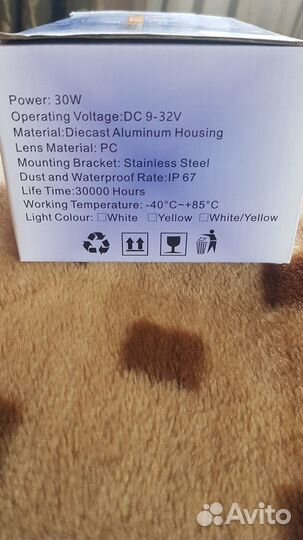 Power: 30W
Operating Voltage:DC 9-32V
Material:Diecast Aluminum Housing
Lens Material: PC
Mounting Bracket: Stainless Steel
Dust and Waterproof Rate:IP 67
Life Time:30000 Hours
Working Temperature: -40°C~+85°C
Light Colour: ☐White ☐Yellow ☐White/Yellow
Avito